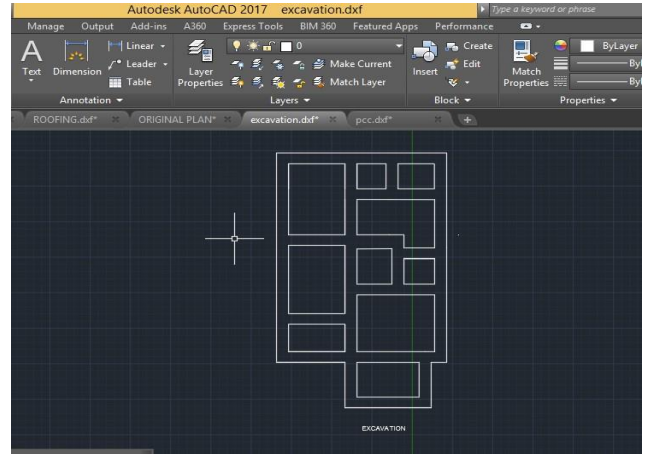 Autodesk AutoCAD 2017 excavation.dxf
Type a keyword or phrase
Manage Output Add-ins A360 Express Tools BIM 360 Featured Apps Performance
Linear
0
Create
ByLayer
Leader
Make Current
Edit
Text Dimension
Layer
Insert
Match
Table
Properties
Match Layer
Properties
Annotation
Layers
Block
Properties
ROOFING.dxf* ORIGINAL PLAN* excavation.dxf* pcc.dxf*
EXCAVATION